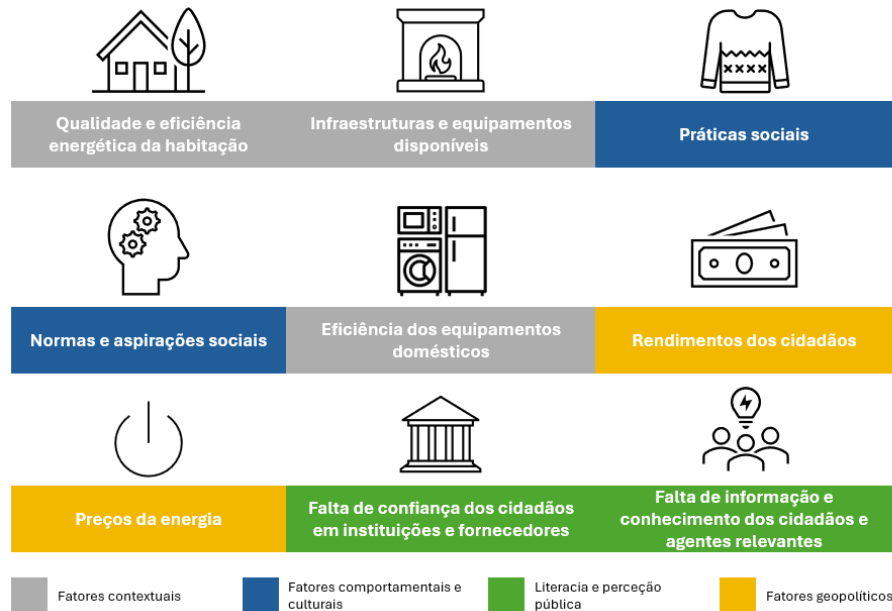 Qualidade e eficiência
energética da habitação
Infraestruturas e equipamentos
disponíveis
Práticas sociais
Normas e aspirações sociais
Eficiência dos equipamentos
domésticos
Rendimentos dos cidadãos
Preços da energia
Falta de confiança dos cidadãos
em instituições e fornecedores
Falta de informação e
conhecimento dos cidadãos e
agentes relevantes
Fatores contextuais
Fatores comportamentais e
culturais
Literacia e perceção
pública
Fatores geopolíticos